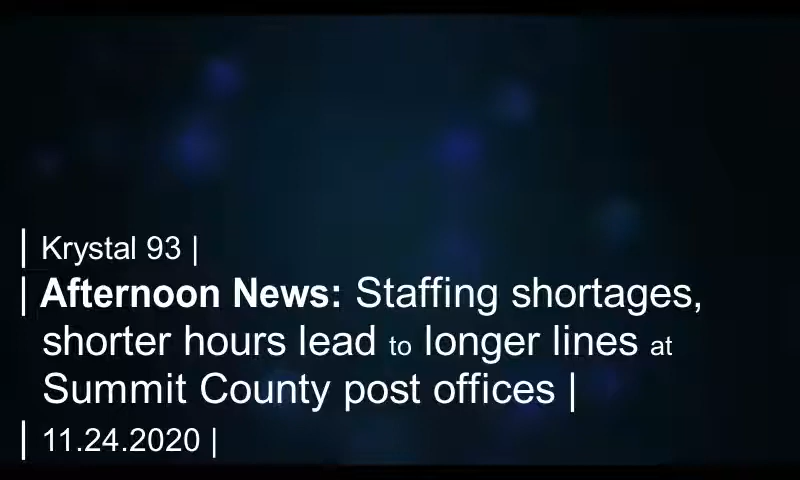 | Krystal 93 |
| Afternoon News: Staffing shortages,
shorter hours lead to longer lines at
Summit County post offices |
| 11.24.2020 |